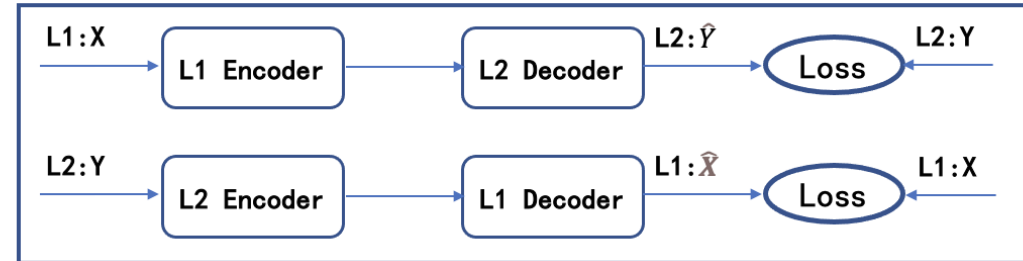 L1:X
L1 Encoder
L2 Decoder
L2:Ŷ
Loss
L2:Y
L2:Y
L2 Encoder
L1 Decoder
L1:X̂
Loss
L1:X